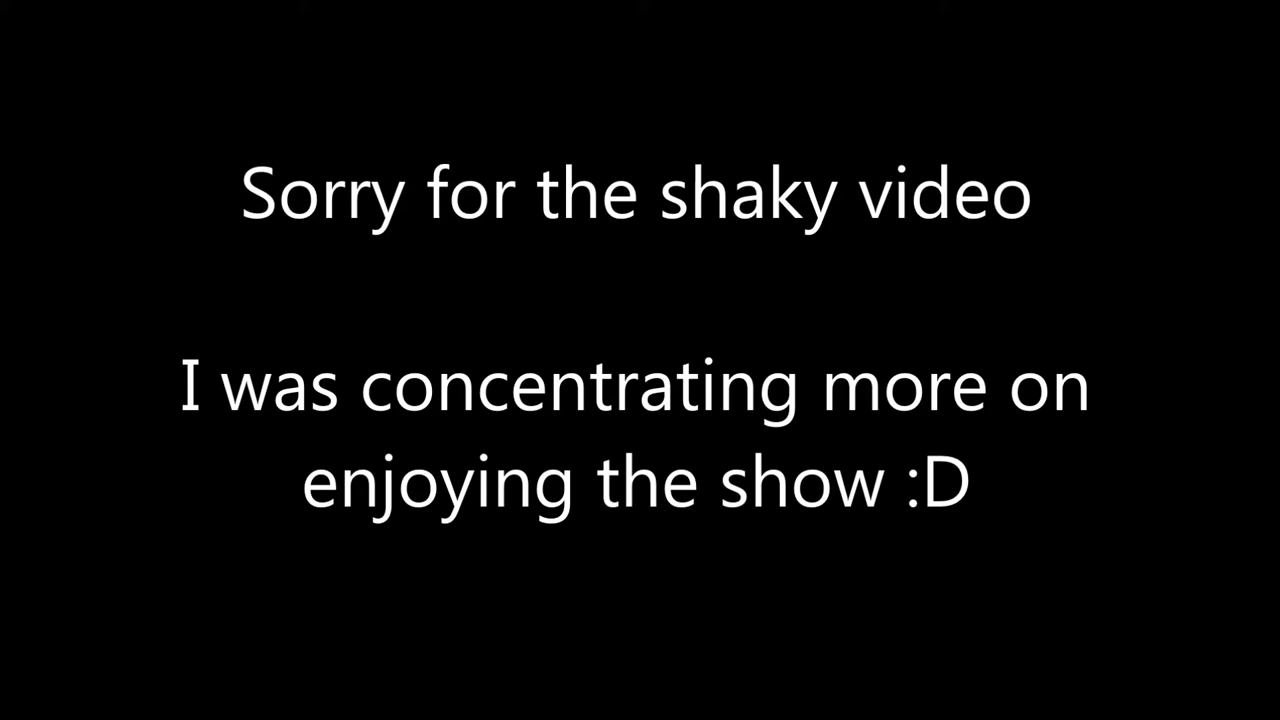 Sorry for the shaky video
I was concentrating more on
enjoying the show :D